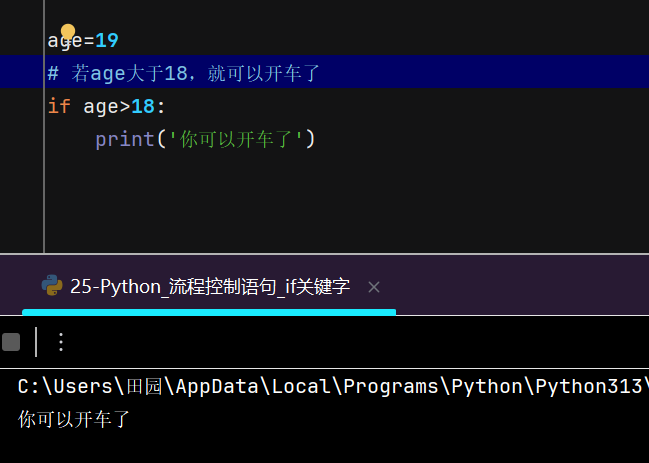 age=19
# 若age大于18，就可以开车了
if age>18:
    print('你可以开车了')
25-Python_流程控制语句_if关键字
C:\Users\田园\AppData\Local\Programs\Python\Python313\
你可以开车了